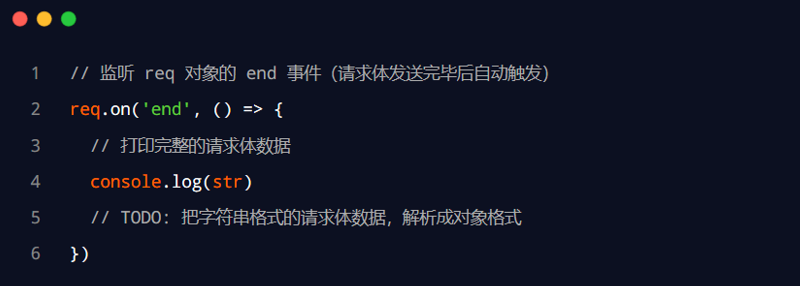 1 // 监听 req 对象的 end 事件（请求体发送完毕后自动触发）
2 req.on('end', () => {
3 // 打印完整的请求体数据
4 console.log(str)
5 // TODO: 把字符串格式的请求体数据，解析成对象格式
6 })